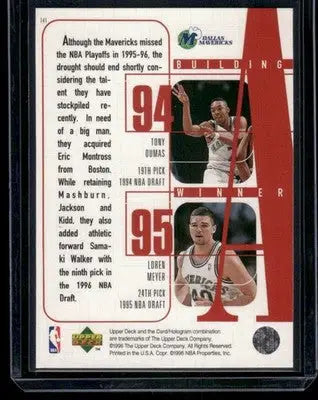 141
DALLAS
MAVERICKS
BUILDING
A
WINNER
Although the Mavericks missed
the NBA Playoffs in 1995-96, the
drought should end shortly con-
sidering the tal-
ent they have
stockpiled re-
cently. In need
of a big man,
they acquired
Eric Montross
from Boston.
While retaining
Mashburn,
Jackson and
Kidd, they also
added athletic
forward Sama-
ki Walker with
the ninth pick in
the 1996 NBA
Draft.
94
TONY
DUMAS
19TH PICK
1994 NBA DRAFT
95
LOREN
MEYER
24TH PICK
1995 NBA DRAFT
NBA
UPPER DECK
Upper Deck and the Card/Hologram combination
are trademarks of The Upper Deck Company.
©1996 The Upper Deck Company. All Rights Reserved.
Printed in the U.S.A. Copr. ©1996 NBA Properties, Inc.